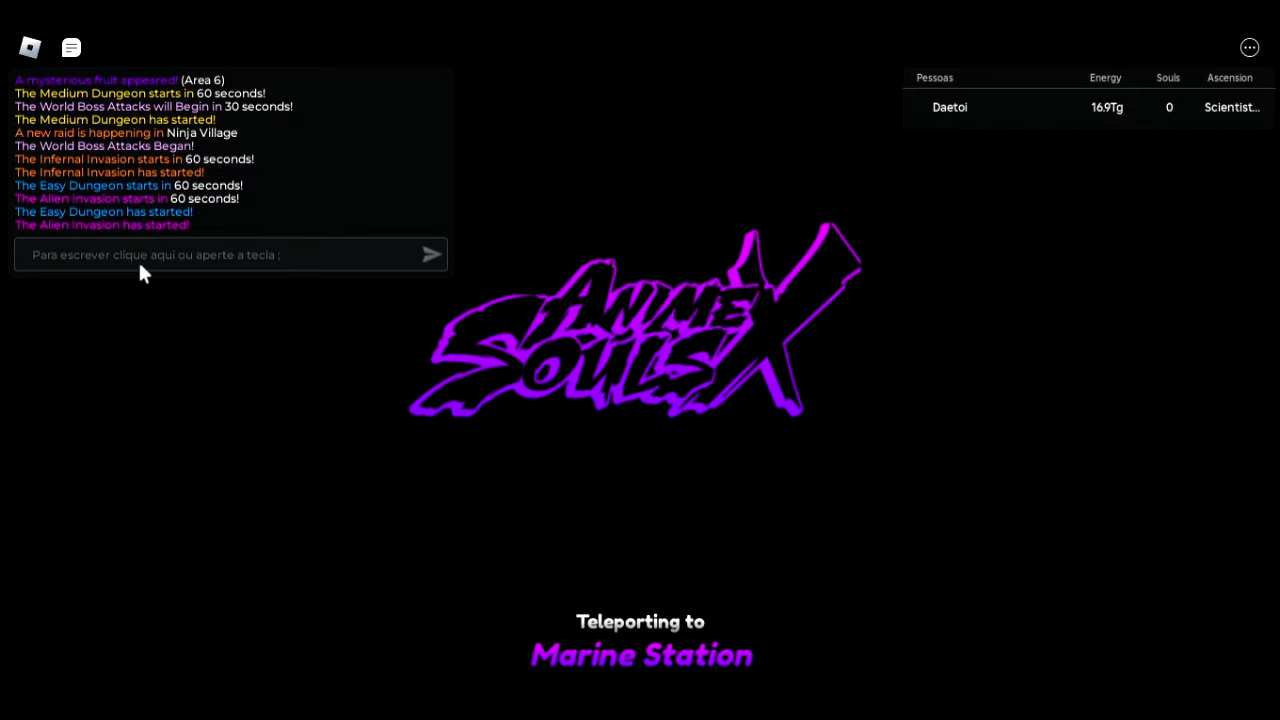 A mysterious fruit appeared! (Area 6)
The Medium Dungeon starts in 60 seconds!
The World Boss Attacks will Begin in 30 seconds!
The Medium Dungeon has started!
A new raid is happening in Ninja Village
The World Boss Attacks Began!
The Infernal Invasion starts in 60 seconds!
The Infernal Invasion has started!
The Easy Dungeon starts in 60 seconds!
The Alien Invasion starts in 60 seconds!
The Easy Dungeon has started!
The Alien Invasion has started!
Para escrever clique aqui ou aperte a tecla ;
Pessoas Energy Souls Ascension
Daetoi 16.9Tg 0 Scientist...
ANIME
SOULS X
Teleporting to
Marine Station